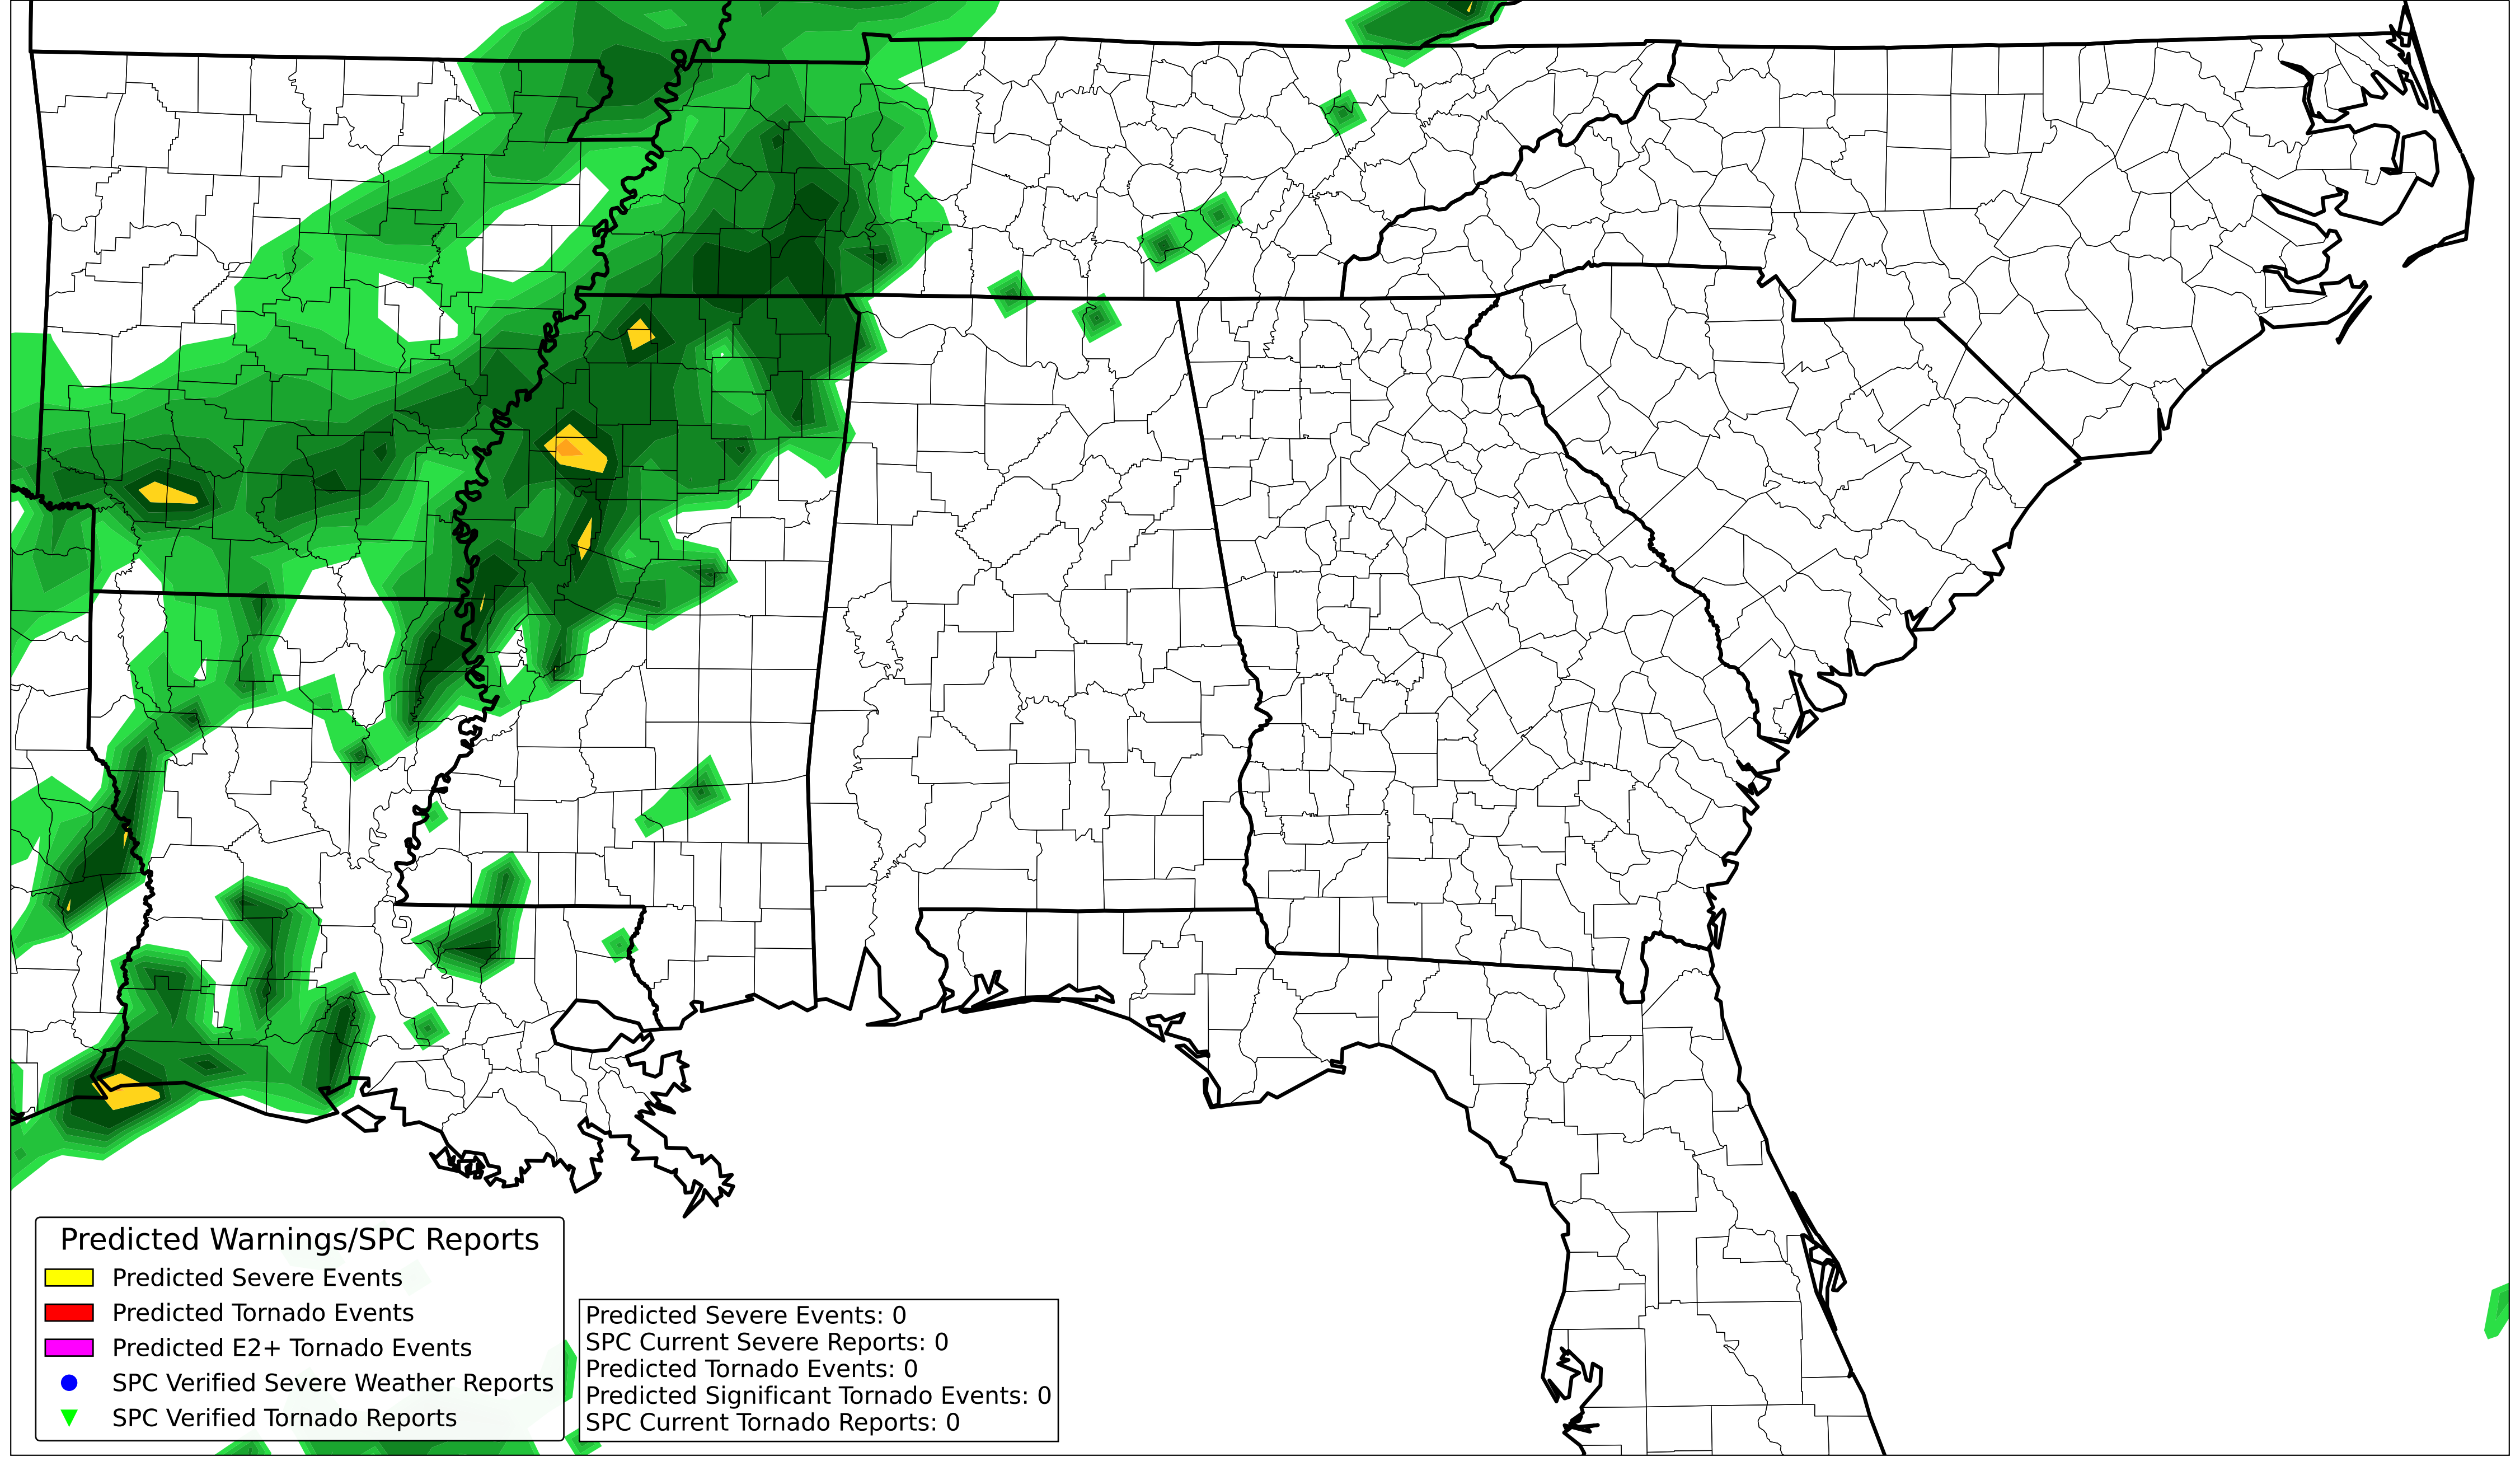 Predicted Warnings/SPC Reports
Predicted Severe Events
Predicted Tornado Events
Predicted E2+ Tornado Events
SPC Verified Severe Weather Reports
SPC Verified Tornado Reports
Predicted Severe Events: 0
SPC Current Severe Reports: 0
Predicted Tornado Events: 0
Predicted Significant Tornado Events: 0
SPC Current Tornado Reports: 0